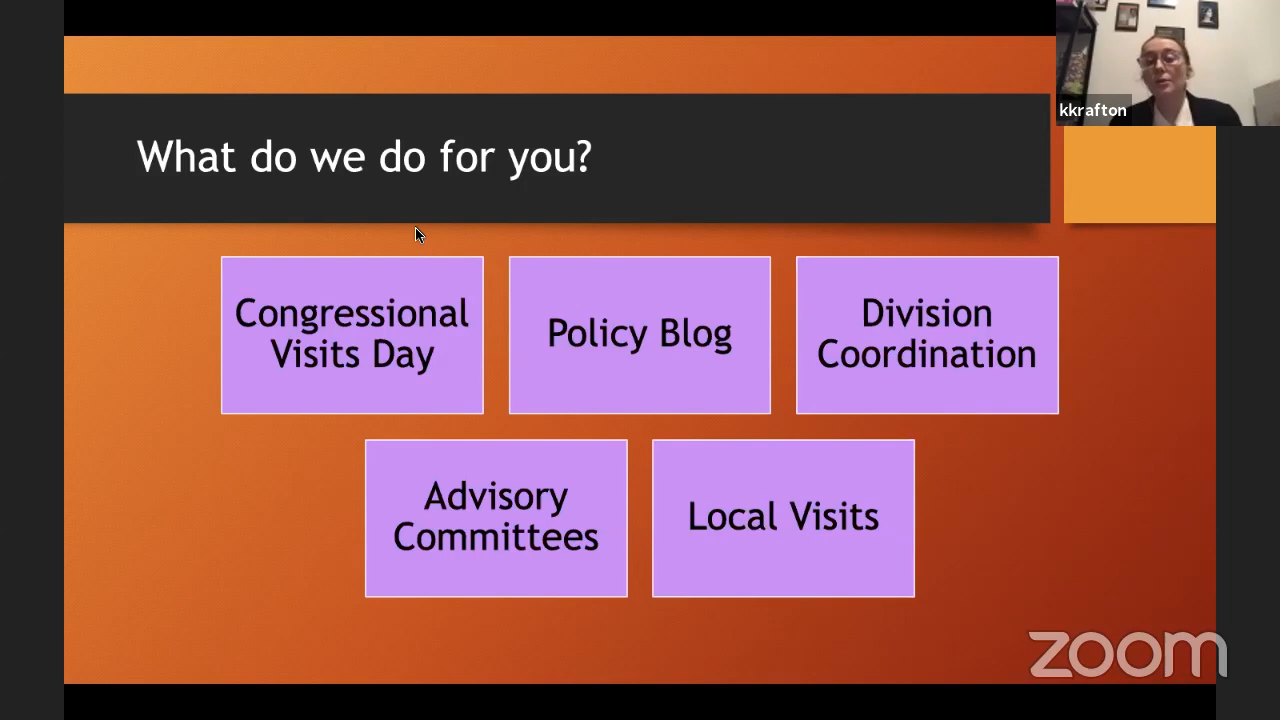 kkrafton
What do we do for you?
Congressional
Visits Day
Policy Blog
Division
Coordination
Advisory
Committees
Local Visits
zoom